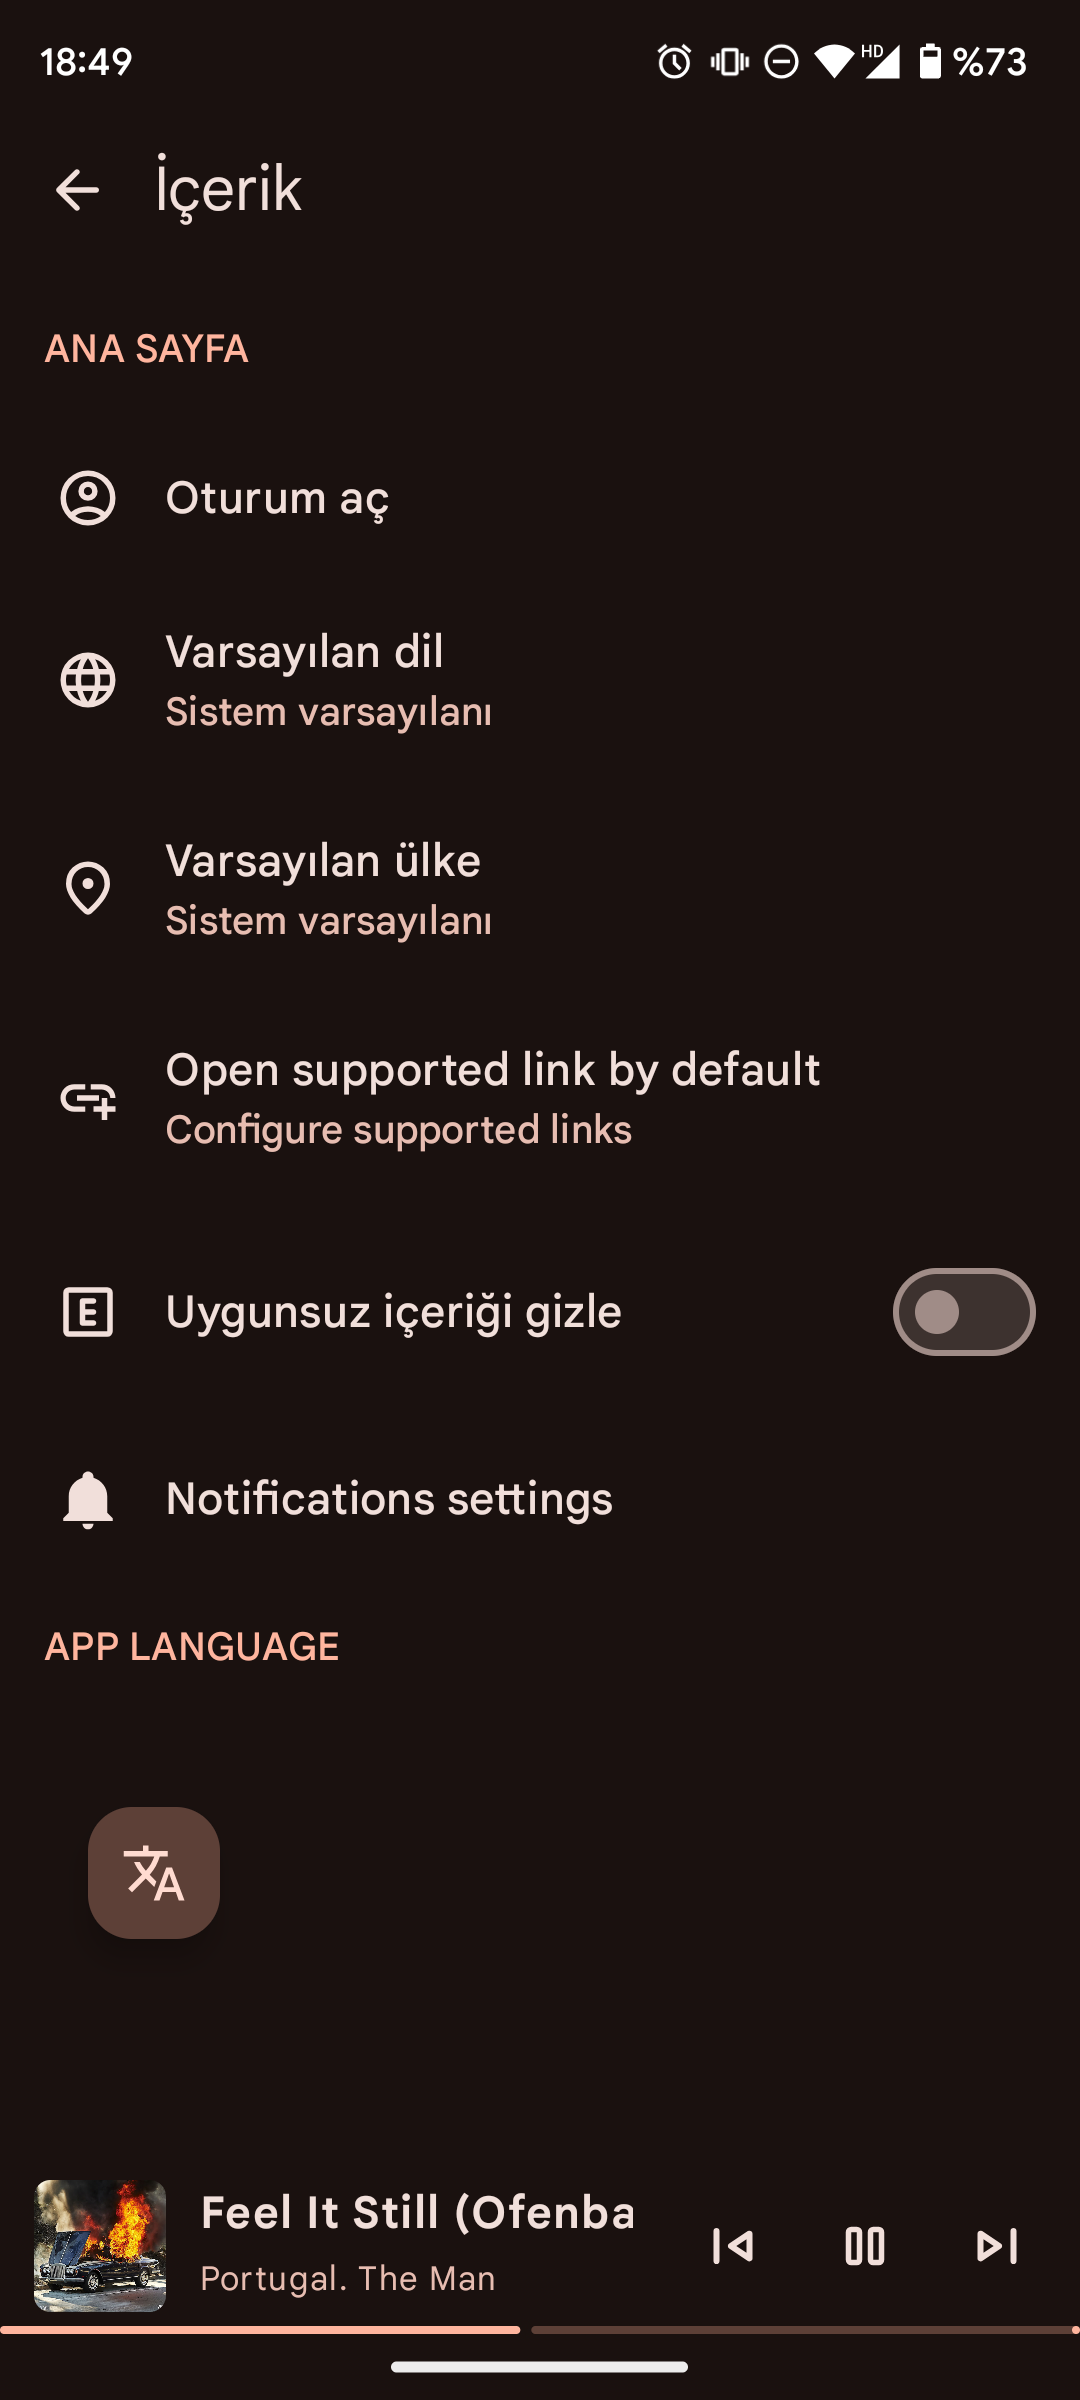 18:49
HD
%73
İçerik
ANA SAYFA
Oturum aç
Varsayılan dil
Sistem varsayılanı
Varsayılan ülke
Sistem varsayılanı
Open supported link by default
Configure supported links
E
Uygunsuz içeriği gizle
Notifications settings
APP LANGUAGE
文A
Feel It Still (Ofenba
Portugal. The Man